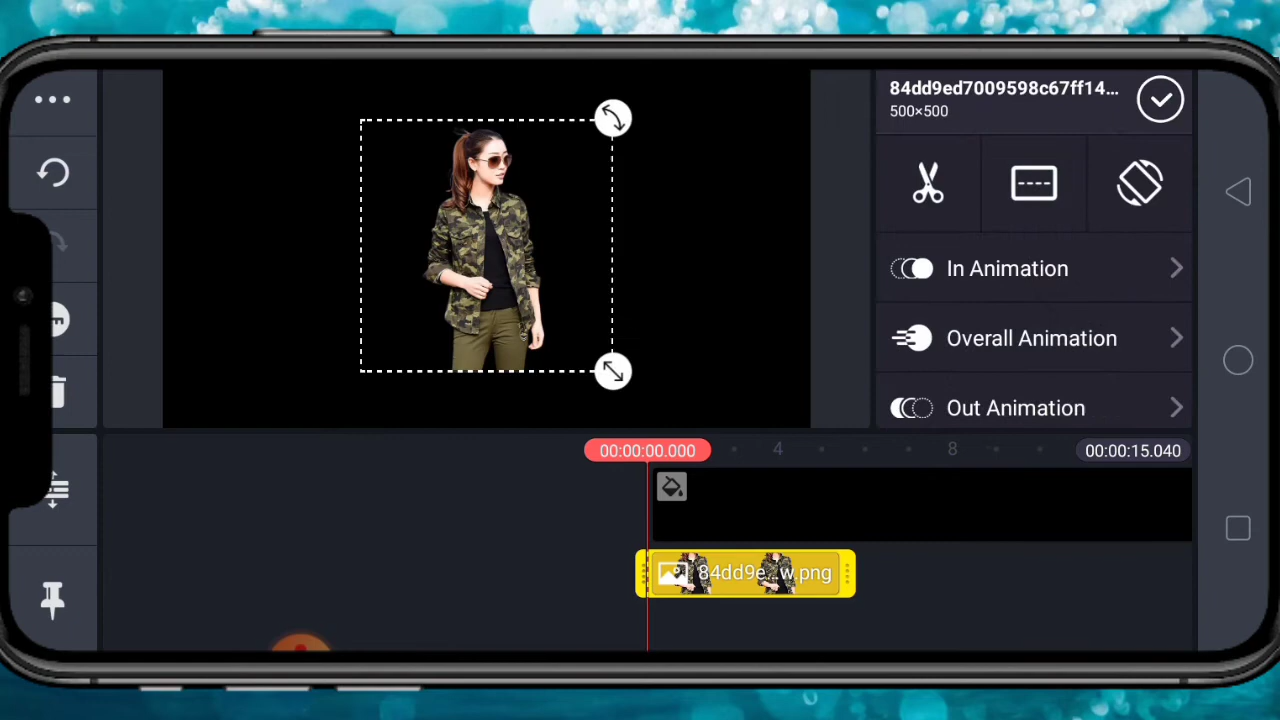 84dd9ed7009598c67ff14...
500×500
In Animation
Overall Animation
Out Animation
00:00:00.000
4
8
00:00:15.040
84dd9e...w.png